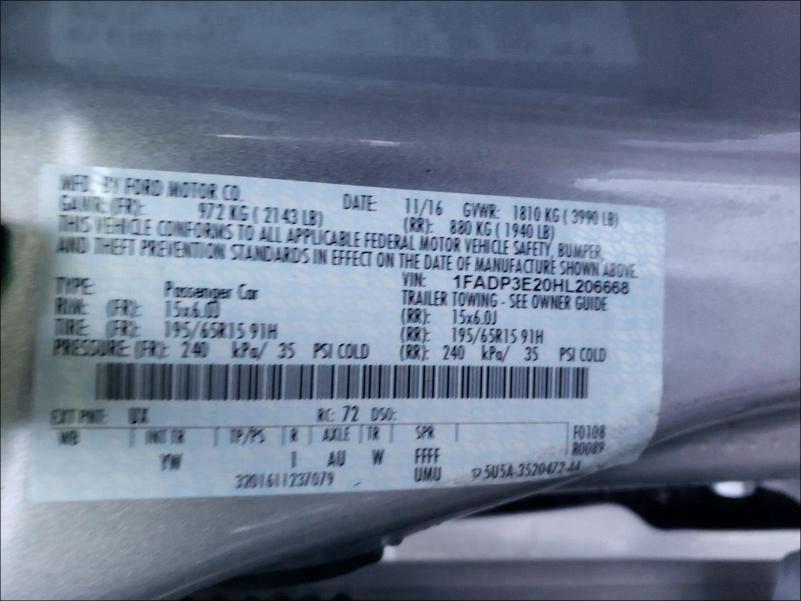 MFD. BY FORD MOTOR CO. DATE: 11/16 GVWR: 1810 KG ( 3990 LB)
GAWR: (FR): 972 KG ( 2143 LB) (RR): 880 KG ( 1940 LB)
THIS VEHICLE CONFORMS TO ALL APPLICABLE FEDERAL MOTOR VEHICLE SAFETY, BUMPER,
AND THEFT PREVENTION STANDARDS IN EFFECT ON THE DATE OF MANUFACTURE SHOWN ABOVE.
VIN: 1FADP3E20HL206668
TYPE: Passenger Car TRAILER TOWING - SEE OWNER GUIDE
RIM: (FR): 15x6.0J (RR): 15x6.0J
TIRE: (FR): 195/65R15 91H (RR): 195/65R15 91H
PRESSURE: (FR): 240 kPa/ 35 PSI COLD (RR): 240 kPa/ 35 PSI COLD
EXT PNT: UX RC: 72 DSO:
WB INT TR TP/PS R AXLE TR SPR F0108
YW I AU W FFFF R0089
3201611237079 UMU 5U5A-3520472-AA